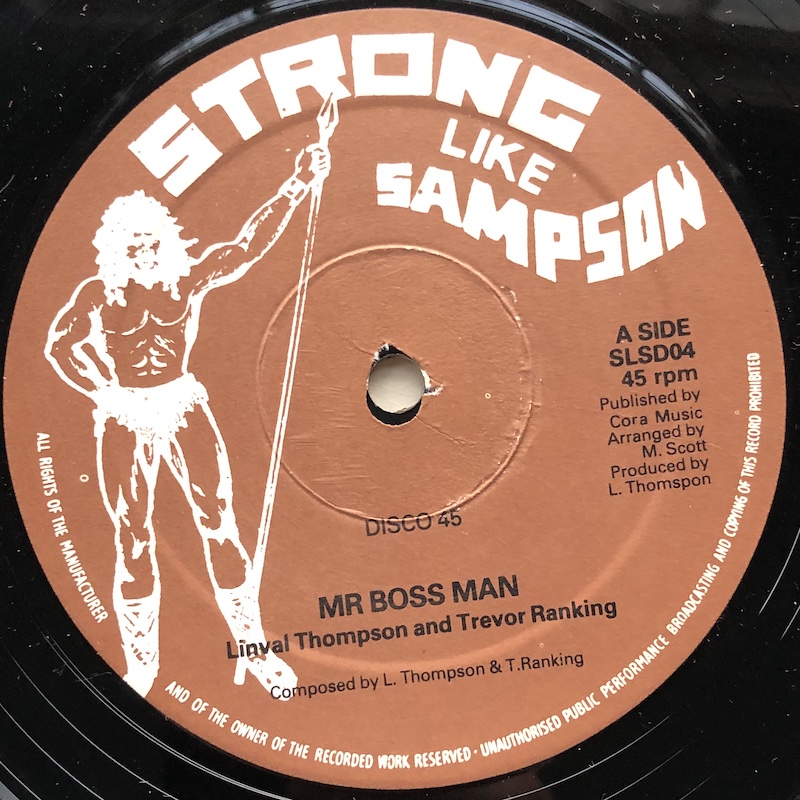 STRONG
LIKE
SAMPSON
A SIDE
SLSD04
45 rpm
Published by
Cora Music
Arranged by
M. Scott
Produced by
L. Thomspon
DISCO 45
MR BOSS MAN
Linval Thompson and Trevor Ranking
Composed by L. Thompson & T.Ranking
ALL RIGHTS OF THE MANUFACTURER
AND OF THE OWNER OF THE RECORDED WORK RESERVED · UNAUTHORISED PUBLIC PERFORMANCE BROADCASTING AND COPYING OF THIS RECORD PROHIBITED